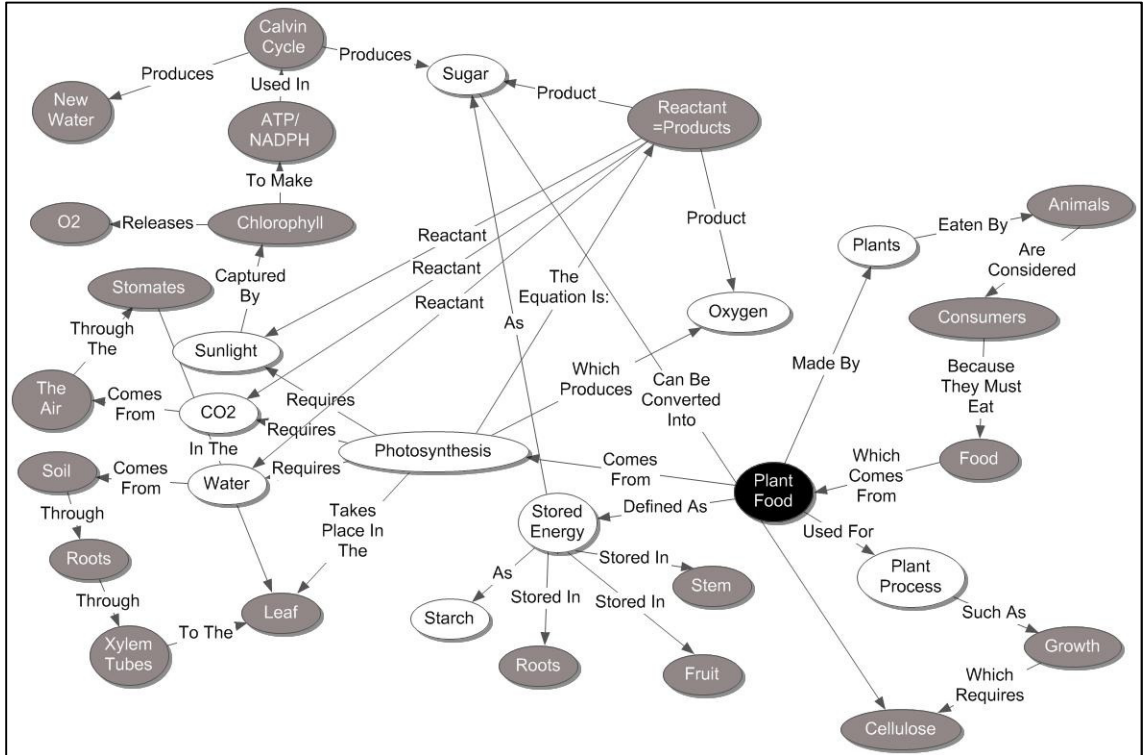 Calvin
Cycle
Produces
Sugar
Produces
New
Water
Used In
ATP/
NADPH
Product
Reactant
=Products
To Make
O2
Releases
Chlorophyll
Captured
By
Stomates
Through
The
Reactant
Reactant
Reactant
The
Equation Is:
Product
Plants
Eaten By
Animals
Are
Considered
Consumers
Oxygen
Sunlight
As
Made By
Because
They Must
Eat
The
Air
Comes
From
CO2
Requires
Which
Produces
Can Be
Converted
Into
Requires
In The
Photosynthesis
Soil
Comes
From
Water
Requires
Comes
From
Plant
Food
Which
Comes
From
Food
Through
Takes
Place In
The
Stored
Energy
Defined As
Used For
Roots
Stored In
Stem
Plant
Process
Through
Leaf
As
Starch
Stored In
Stored In
Such As
Xylem
Tubes
To The
Roots
Fruit
Growth
Which
Requires
Cellulose